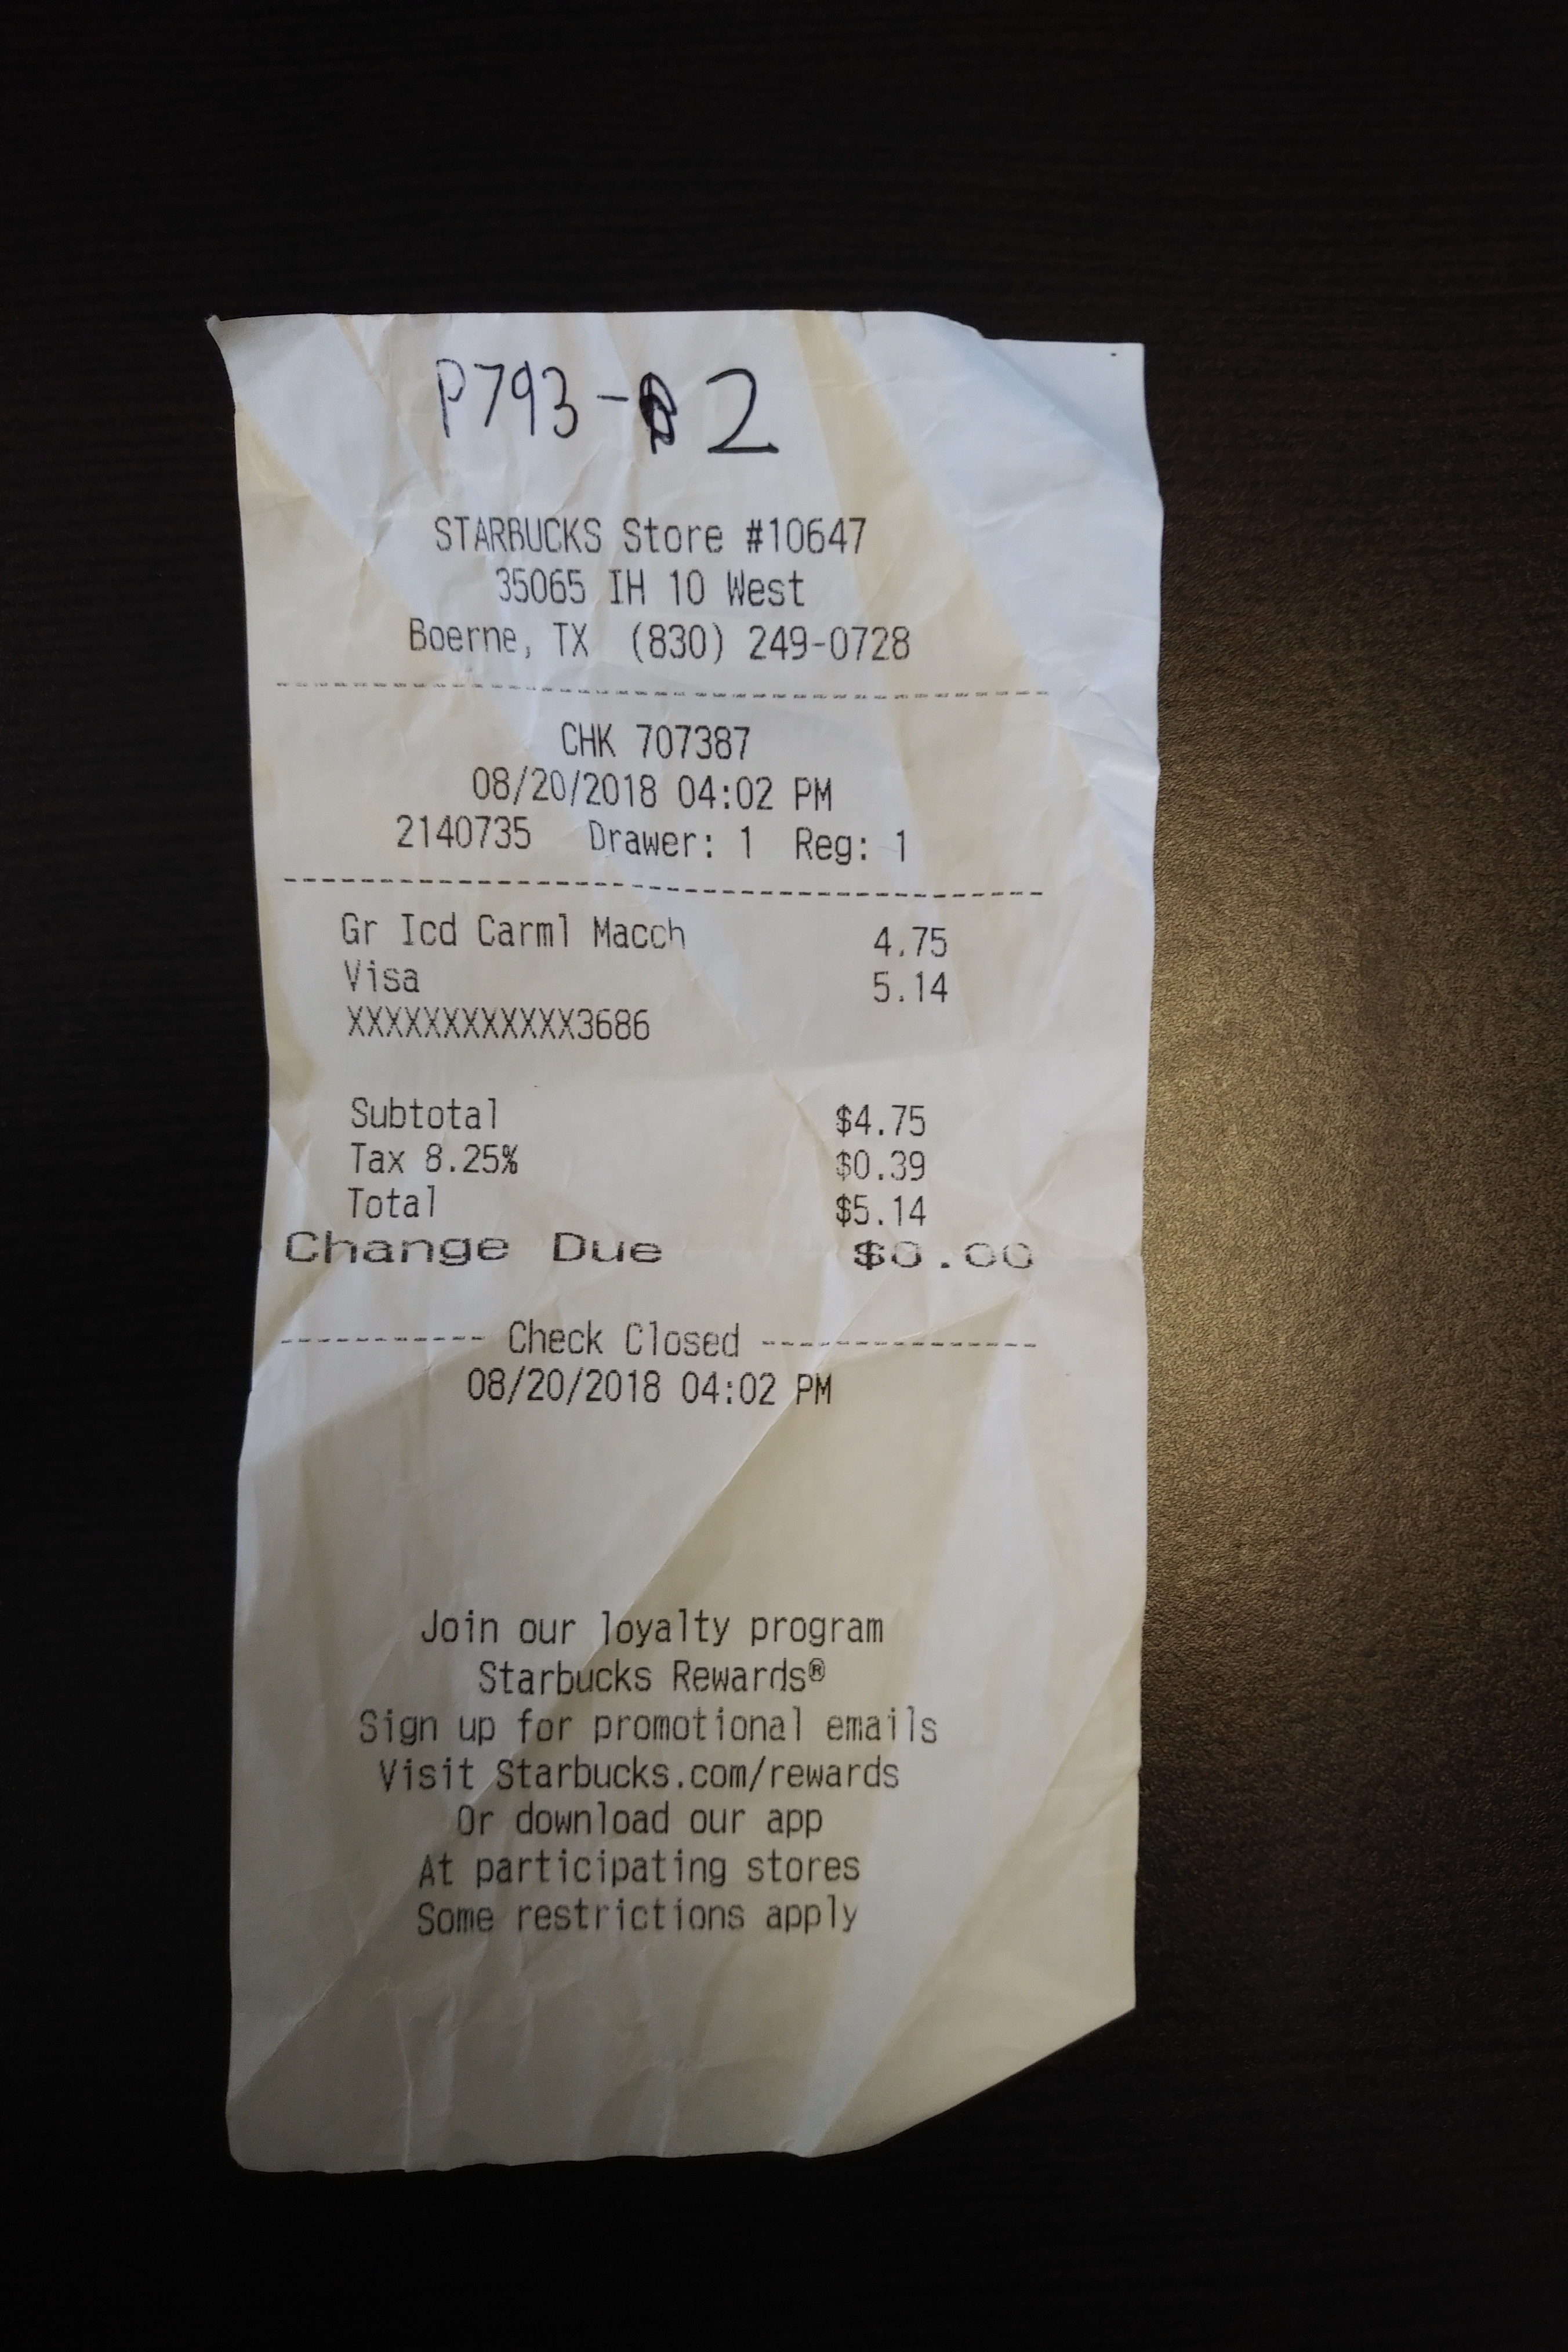 P793- 2
STARBUCKS Store #10647
35065 IH 10 West
Boerne, TX (830) 249-0728
CHK 707387
08/20/2018 04:02 PM
2140735 Drawer: 1 Reg: 1
Gr Icd Carml Macch 4.75
Visa 5.14
XXXXXXXXXXXX3686
Subtotal $4.75
Tax 8.25% $0.39
Total $5.14
Change Due $0.00
------------ Check Closed ----------------
08/20/2018 04:02 PM
Join our loyalty program
Starbucks Rewards®
Sign up for promotional emails
Visit Starbucks.com/rewards
Or download our app
At participating stores
Some restrictions apply